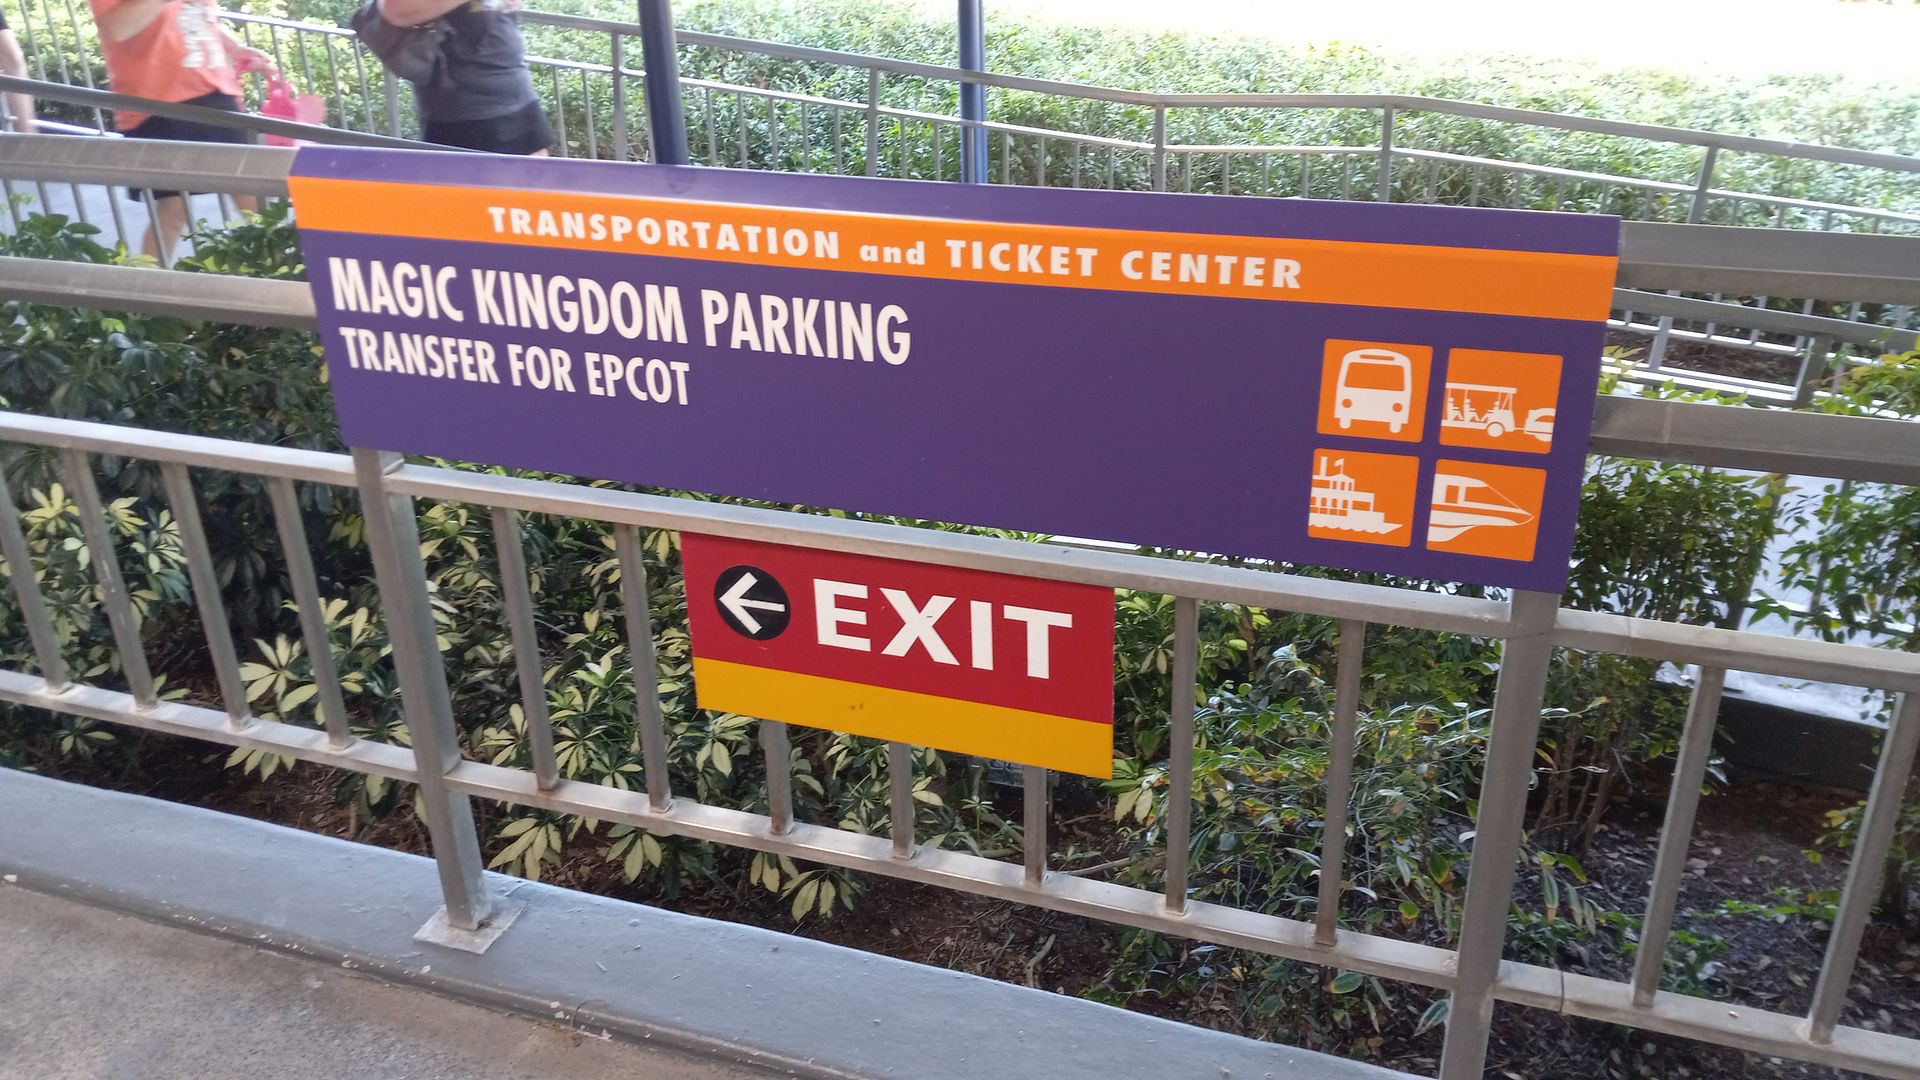 TRANSPORTATION and TICKET CENTER
MAGIC KINGDOM PARKING
TRANSFER FOR EPCOT
EXIT